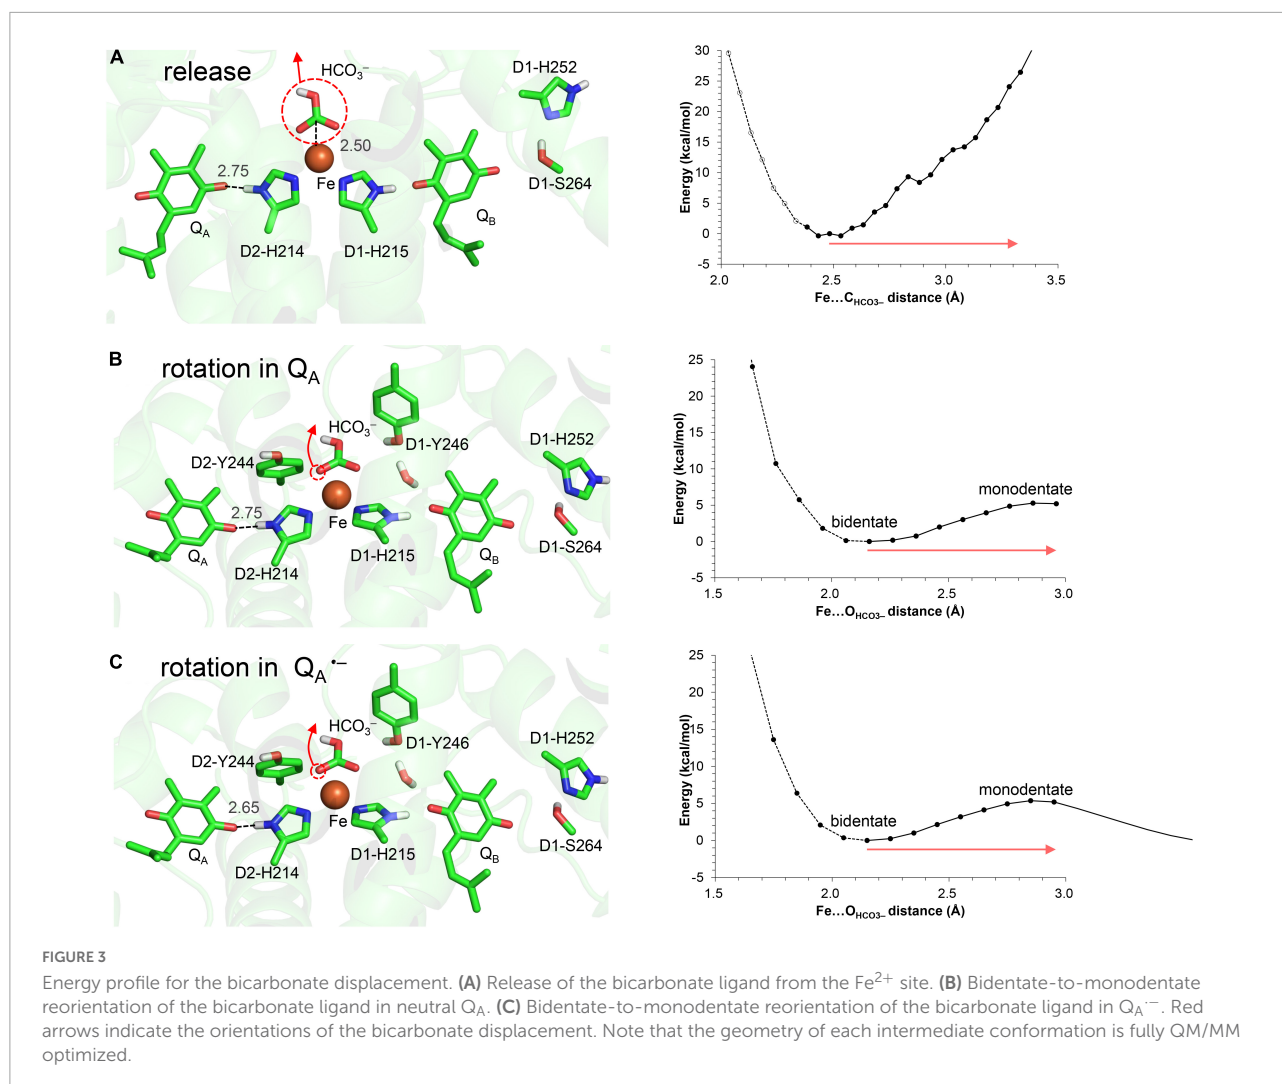 A
release
HCO3−
D1-H252
2.75
2.50
Fe
D1-S264
QA
QB
D2-H214
D1-H215
30
25
20
15
10
5
0
-5
Energy (kcal/mol)
2.0
2.5
3.0
3.5
Fe…CHCO3– distance (Å)
B
rotation in QA
HCO3−
D1-Y246
D1-H252
D2-Y244
2.75
Fe
D1-S264
QA
D1-H215
QB
D2-H214
25
20
15
10
5
0
-5
Energy (kcal/mol)
bidentate
monodentate
1.5
2.0
2.5
3.0
Fe…OHCO3– distance (Å)
C
rotation in QA•−
HCO3−
D1-Y246
D1-H252
D2-Y244
2.65
Fe
D1-S264
QA
D1-H215
QB
D2-H214
25
20
15
10
5
0
-5
Energy (kcal/mol)
bidentate
monodentate
1.5
2.0
2.5
3.0
Fe…OHCO3– distance (Å)
FIGURE 3
Energy profile for the bicarbonate displacement. (A) Release of the bicarbonate ligand from the Fe2+ site. (B) Bidentate-to-monodentate
reorientation of the bicarbonate ligand in neutral QA. (C) Bidentate-to-monodentate reorientation of the bicarbonate ligand in QA·−. Red
arrows indicate the orientations of the bicarbonate displacement. Note that the geometry of each intermediate conformation is fully QM/MM
optimized.